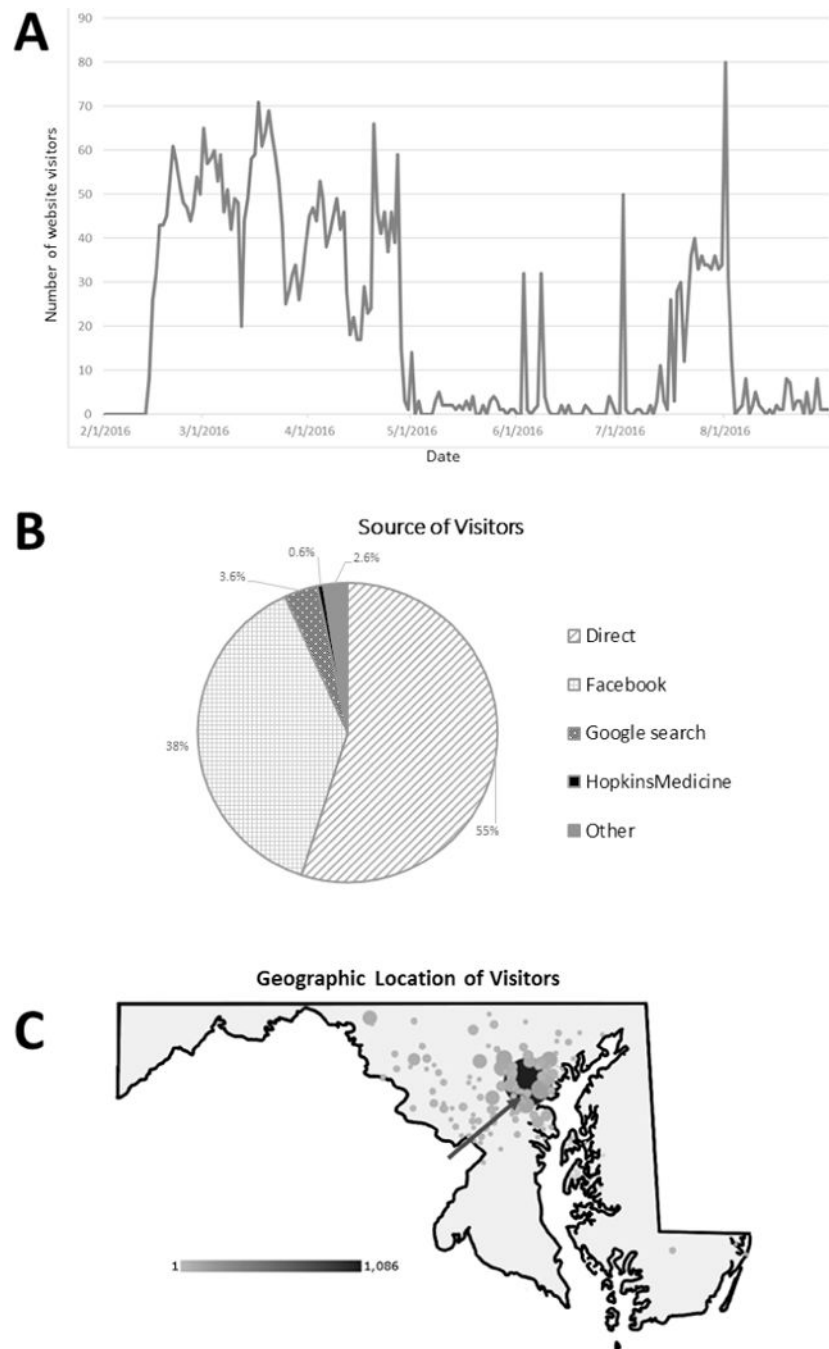 A
90
80
70
60
50
40
30
20
10
0
Number of website visitors
2/1/2016 3/1/2016 4/1/2016 5/1/2016 6/1/2016 7/1/2016 8/1/2016
Date
B
Source of Visitors
0.6%
2.6%
3.6%
38%
55%
Direct
Facebook
Google search
HopkinsMedicine
Other
Geographic Location of Visitors
C
1 1,086